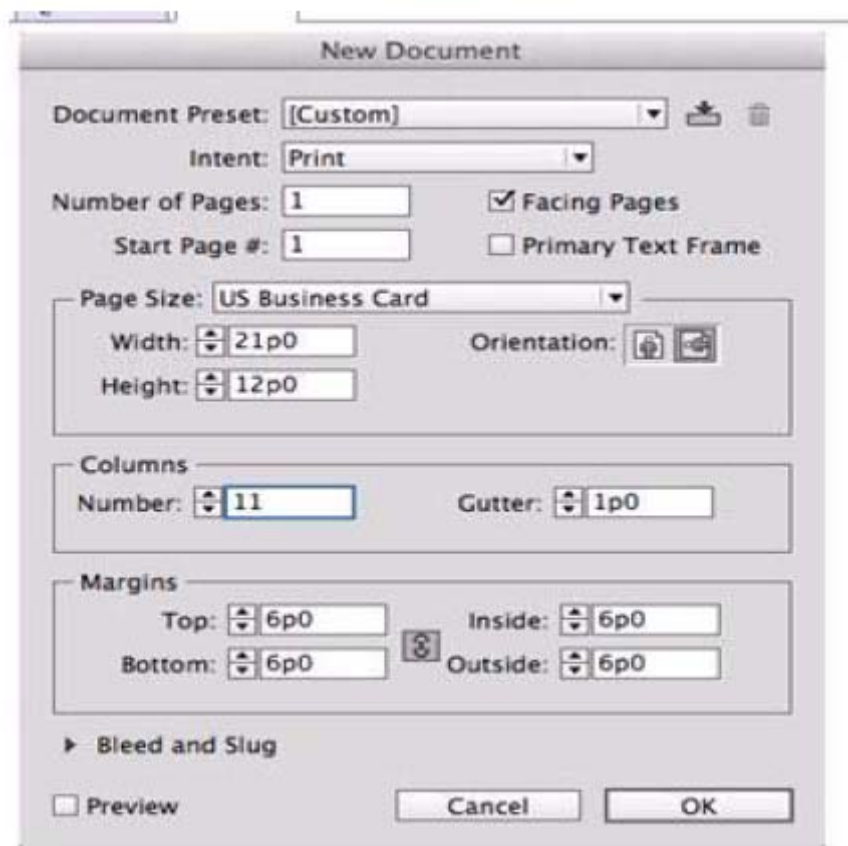 New Document
Document Preset: [Custom]
Intent: Print
Number of Pages: 1 Facing Pages
Start Page #: 1 Primary Text Frame
Page Size: US Business Card
Width: 21p0 Orientation:
Height: 12p0
Columns
Number: 11 Gutter: 1p0
Margins
Top: 6p0 Inside: 6p0
Bottom: 6p0 Outside: 6p0
Bleed and Slug
Preview Cancel OK